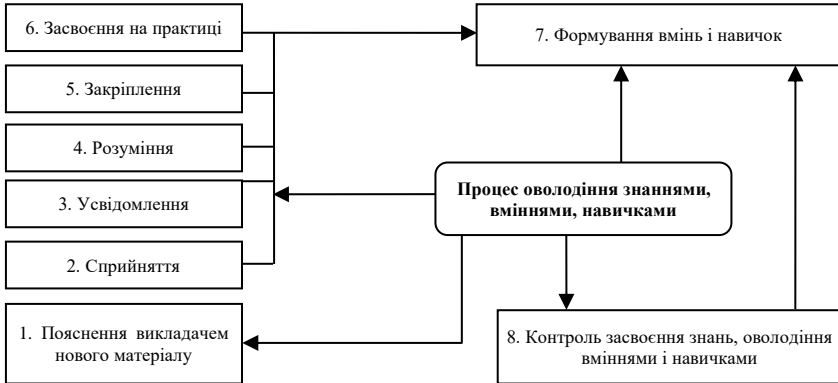 6. Засвоєння на практиці
7. Формування вмінь і навичок
5. Закріплення
4. Розуміння
Процес оволодіння знаннями,
вміннями, навичками
3. Усвідомлення
2. Сприйняття
1. Пояснення викладачем
нового матеріалу
8. Контроль засвоєння знань, оволодіння
вміннями і навичками